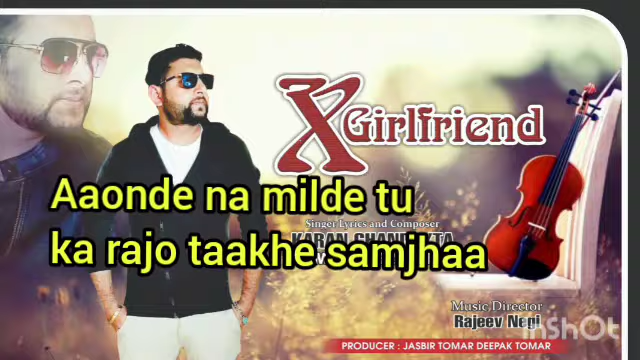 X Girlfriend
Aaonde na milde tu
Singer Lyrics and Composer
ka rajo taakhe samjhaa
Music Director
Rajeev Negi
PRODUCER : JASBIR TOMAR DEEPAK TOMAR
InShOt